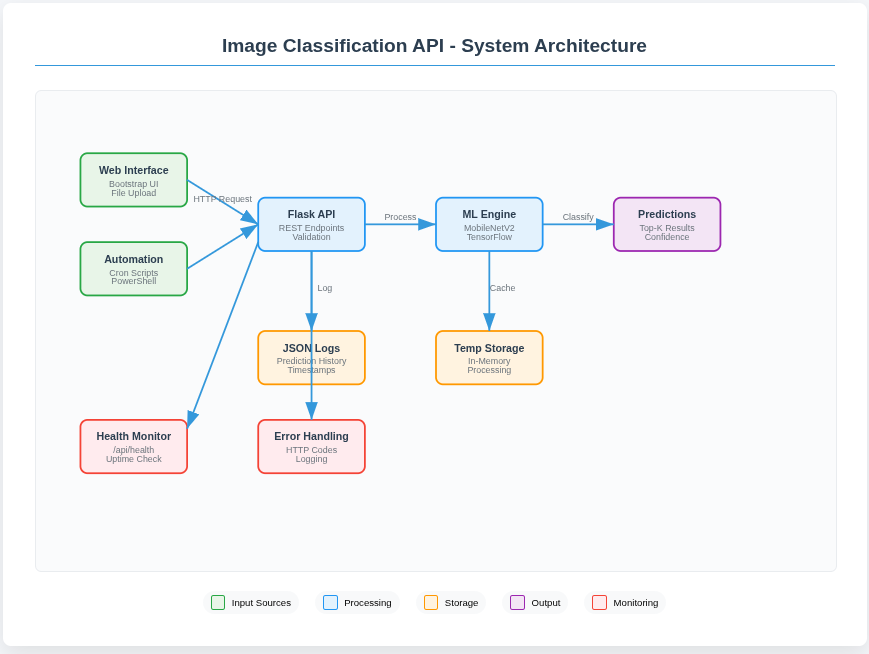 Image Classification API - System Architecture
Web Interface
Bootstrap UI
File Upload
HTTP Request
Flask API
REST Endpoints
Validation
Process
ML Engine
MobileNetV2
TensorFlow
Classify
Predictions
Top-K Results
Confidence
Automation
Cron Scripts
PowerShell
Log
Cache
JSON Logs
Prediction History
Timestamps
Temp Storage
In-Memory
Processing
Health Monitor
/api/health
Uptime Check
Error Handling
HTTP Codes
Logging
Input Sources
Processing
Storage
Output
Monitoring